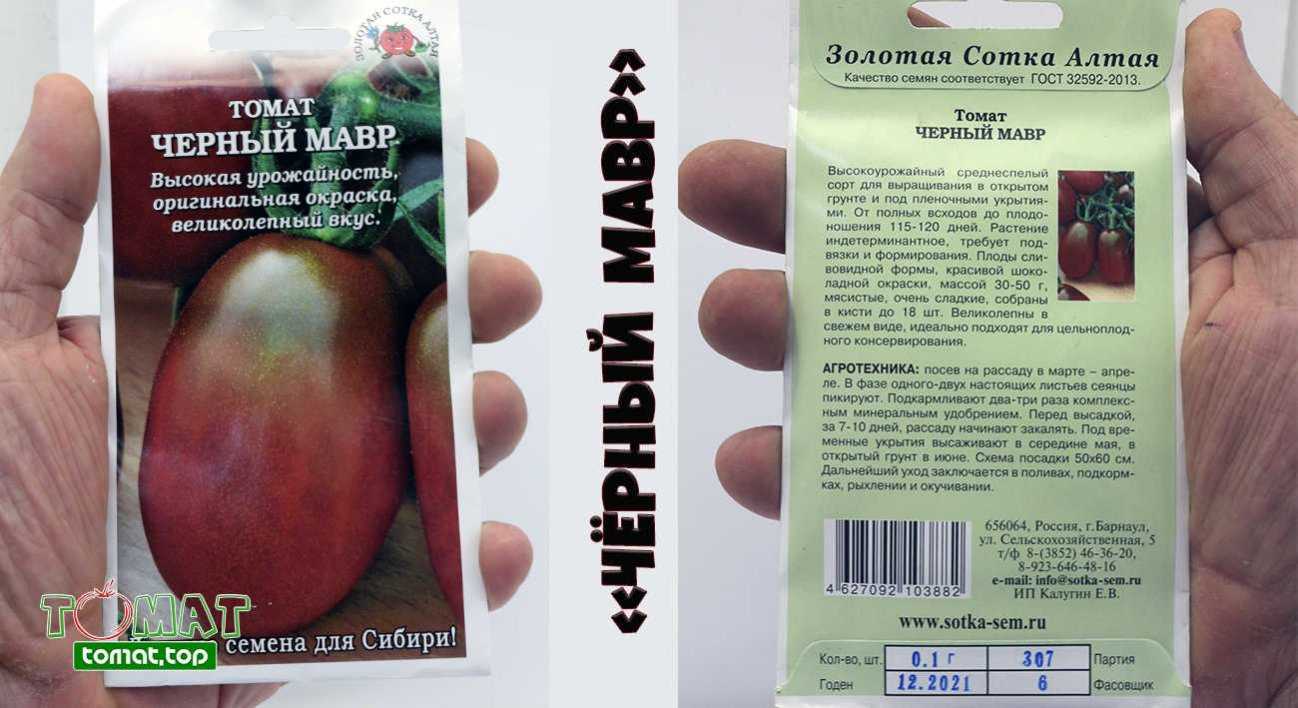 ЗОЛОТАЯ СОТКА АЛТАЯ
ТОМАТ
ЧЕРНЫЙ МАВР
Высокая урожайность,
оригинальная окраска,
великолепный вкус.
семена для Сибири!
ТОМАТ
tomat.top
«ЧЁРНЫЙ МАВР»
Золотая Сотка Алтая
Качество семян соответствует ГОСТ 32592-2013.
Томат
ЧЕРНЫЙ МАВР
Высокоурожайный среднеспелый
сорт для выращивания в открытом
грунте и под пленочными укрытия-
ми. От полных всходов до плодо-
ношения 115-120 дней. Растение
индетерминантное, требует под-
вязки и формирования. Плоды сли-
вовидной формы, красивой шоко-
ладной окраски, массой 30-50 г,
мясистые, очень сладкие, собраны
в кисти до 18 шт. Великолепны в
свежем виде, идеально подходят для цельноплод-
ного консервирования.
АГРОТЕХНИКА: посев на рассаду в марте – апре-
ле. В фазе одного-двух настоящих листьев сеянцы
пикируют. Подкармливают два-три раза комплекс-
ным минеральным удобрением. Перед высадкой,
за 7-10 дней, рассаду начинают закалять. Под вре-
менные укрытия высаживают в середине мая, в
открытый грунт в июне. Схема посадки 50х60 см.
Дальнейший уход заключается в поливах, подкорм-
ках, рыхлении и окучивании.
4 627092 103882
656064, Россия, г.Барнаул,
ул. Сельскохозяйственная, 5
т/ф 8-(3852) 46-36-20,
8-923-646-48-16
e-mail: info@sotka-sem.ru
ИП Калугин Е.В.
www.sotka-sem.ru
Кол-во, шт. 0.1 г 307 Партия
Годен 12.2021 6 Фасовщик